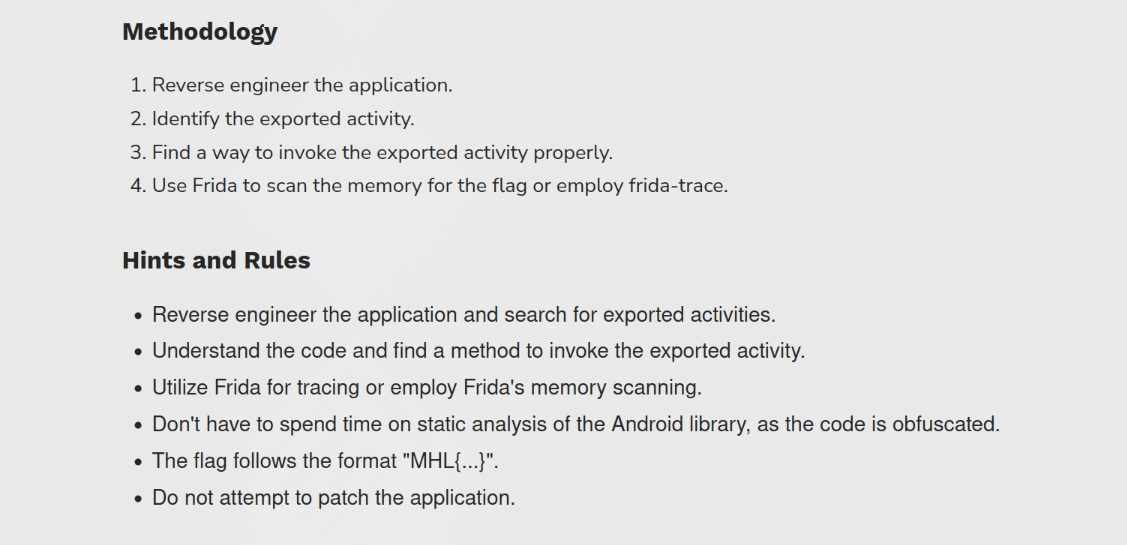 Methodology
1. Reverse engineer the application.
2. Identify the exported activity.
3. Find a way to invoke the exported activity properly.
4. Use Frida to scan the memory for the flag or employ frida-trace.
Hints and Rules
• Reverse engineer the application and search for exported activities.
• Understand the code and find a method to invoke the exported activity.
• Utilize Frida for tracing or employ Frida's memory scanning.
• Don't have to spend time on static analysis of the Android library, as the code is obfuscated.
• The flag follows the format "MHL{...}".
• Do not attempt to patch the application.